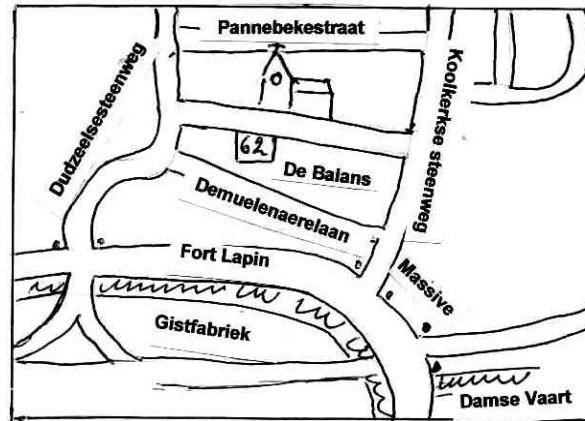 Pannebekestraat
Dudzeelsesteenweg
Koolkerkse steenweg
62
De Balans
Demuelenaerelaan
Fort Lapin
Massive
Gistfabriek
Damse Vaart